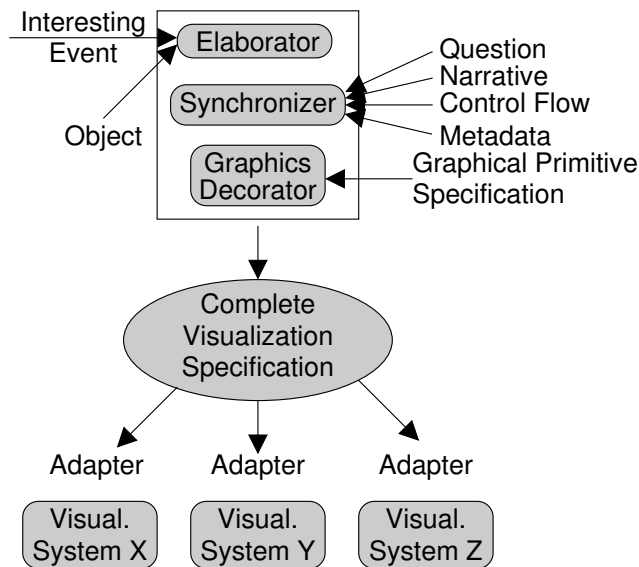 Interesting
Event
Object
Elaborator
Synchronizer
Graphics
Decorator
Question
Narrative
Control Flow
Metadata
Graphical Primitive
Specification
Complete
Visualization
Specification
Adapter
Adapter
Adapter
Visual.
System X
Visual.
System Y
Visual.
System Z